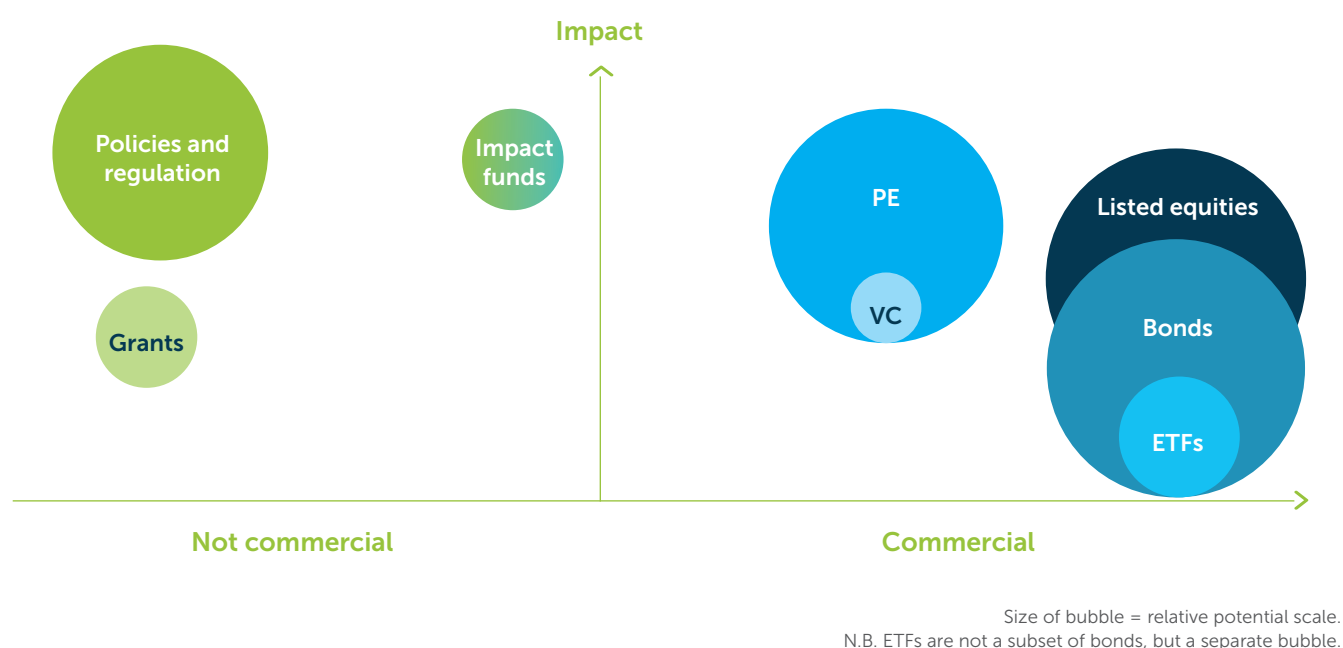 Impact
Policies and
regulation
Impact
funds
PE
Listed equities
VC
Bonds
Grants
ETFs
Not commercial
Commercial
Size of bubble = relative potential scale.
N.B. ETFs are not a subset of bonds, but a separate bubble.